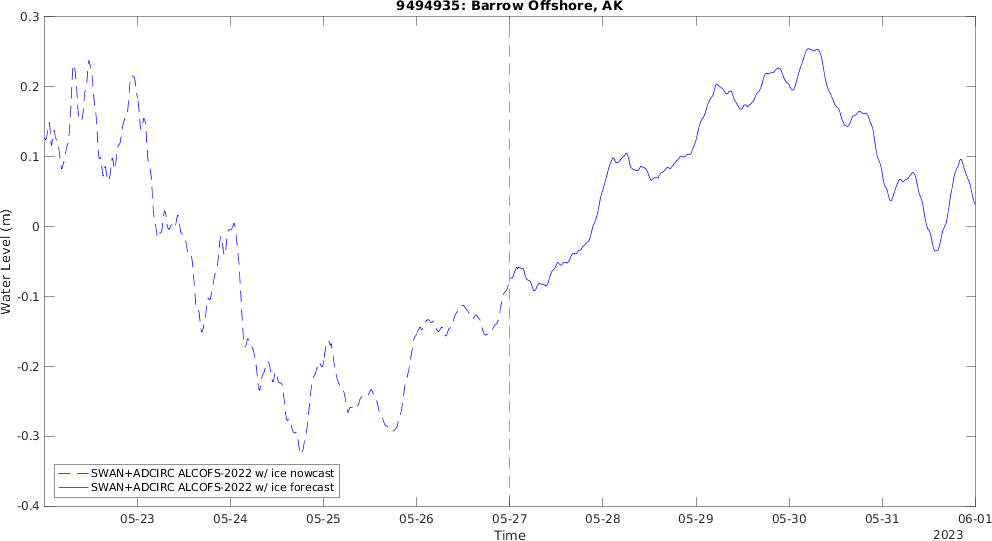 9494935: Barrow Offshore, AK
0.3
0.2
0.1
0
-0.1
-0.2
-0.3
-0.4
Water Level (m)
SWAN+ADCIRC ALCOFS-2022 w/ ice nowcast
SWAN+ADCIRC ALCOFS-2022 w/ ice forecast
05-23 05-24 05-25 05-26 05-27 05-28 05-29 05-30 05-31 06-01
Time
2023